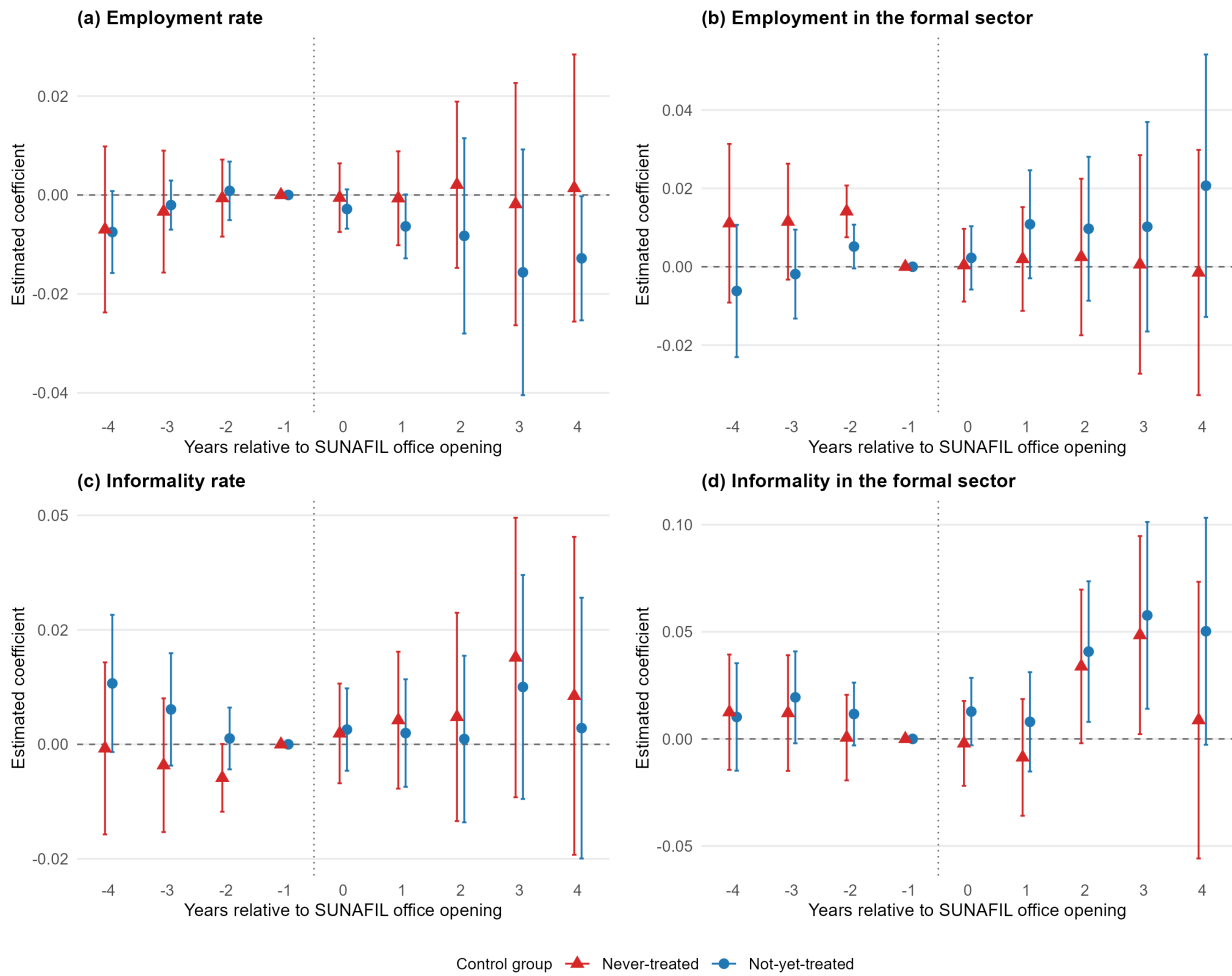 (a) Employment rate
Estimated coefficient
0.02
0.00
-0.02
-0.04
-4 -3 -2 -1 0 1 2 3 4
Years relative to SUNAFIL office opening
(b) Employment in the formal sector
Estimated coefficient
0.04
0.02
0.00
-0.02
-4 -3 -2 -1 0 1 2 3 4
Years relative to SUNAFIL office opening
(c) Informality rate
Estimated coefficient
0.05
0.02
0.00
-0.02
-4 -3 -2 -1 0 1 2 3 4
Years relative to SUNAFIL office opening
(d) Informality in the formal sector
Estimated coefficient
0.10
0.05
0.00
-0.05
-4 -3 -2 -1 0 1 2 3 4
Years relative to SUNAFIL office opening
Control group Never-treated Not-yet-treated